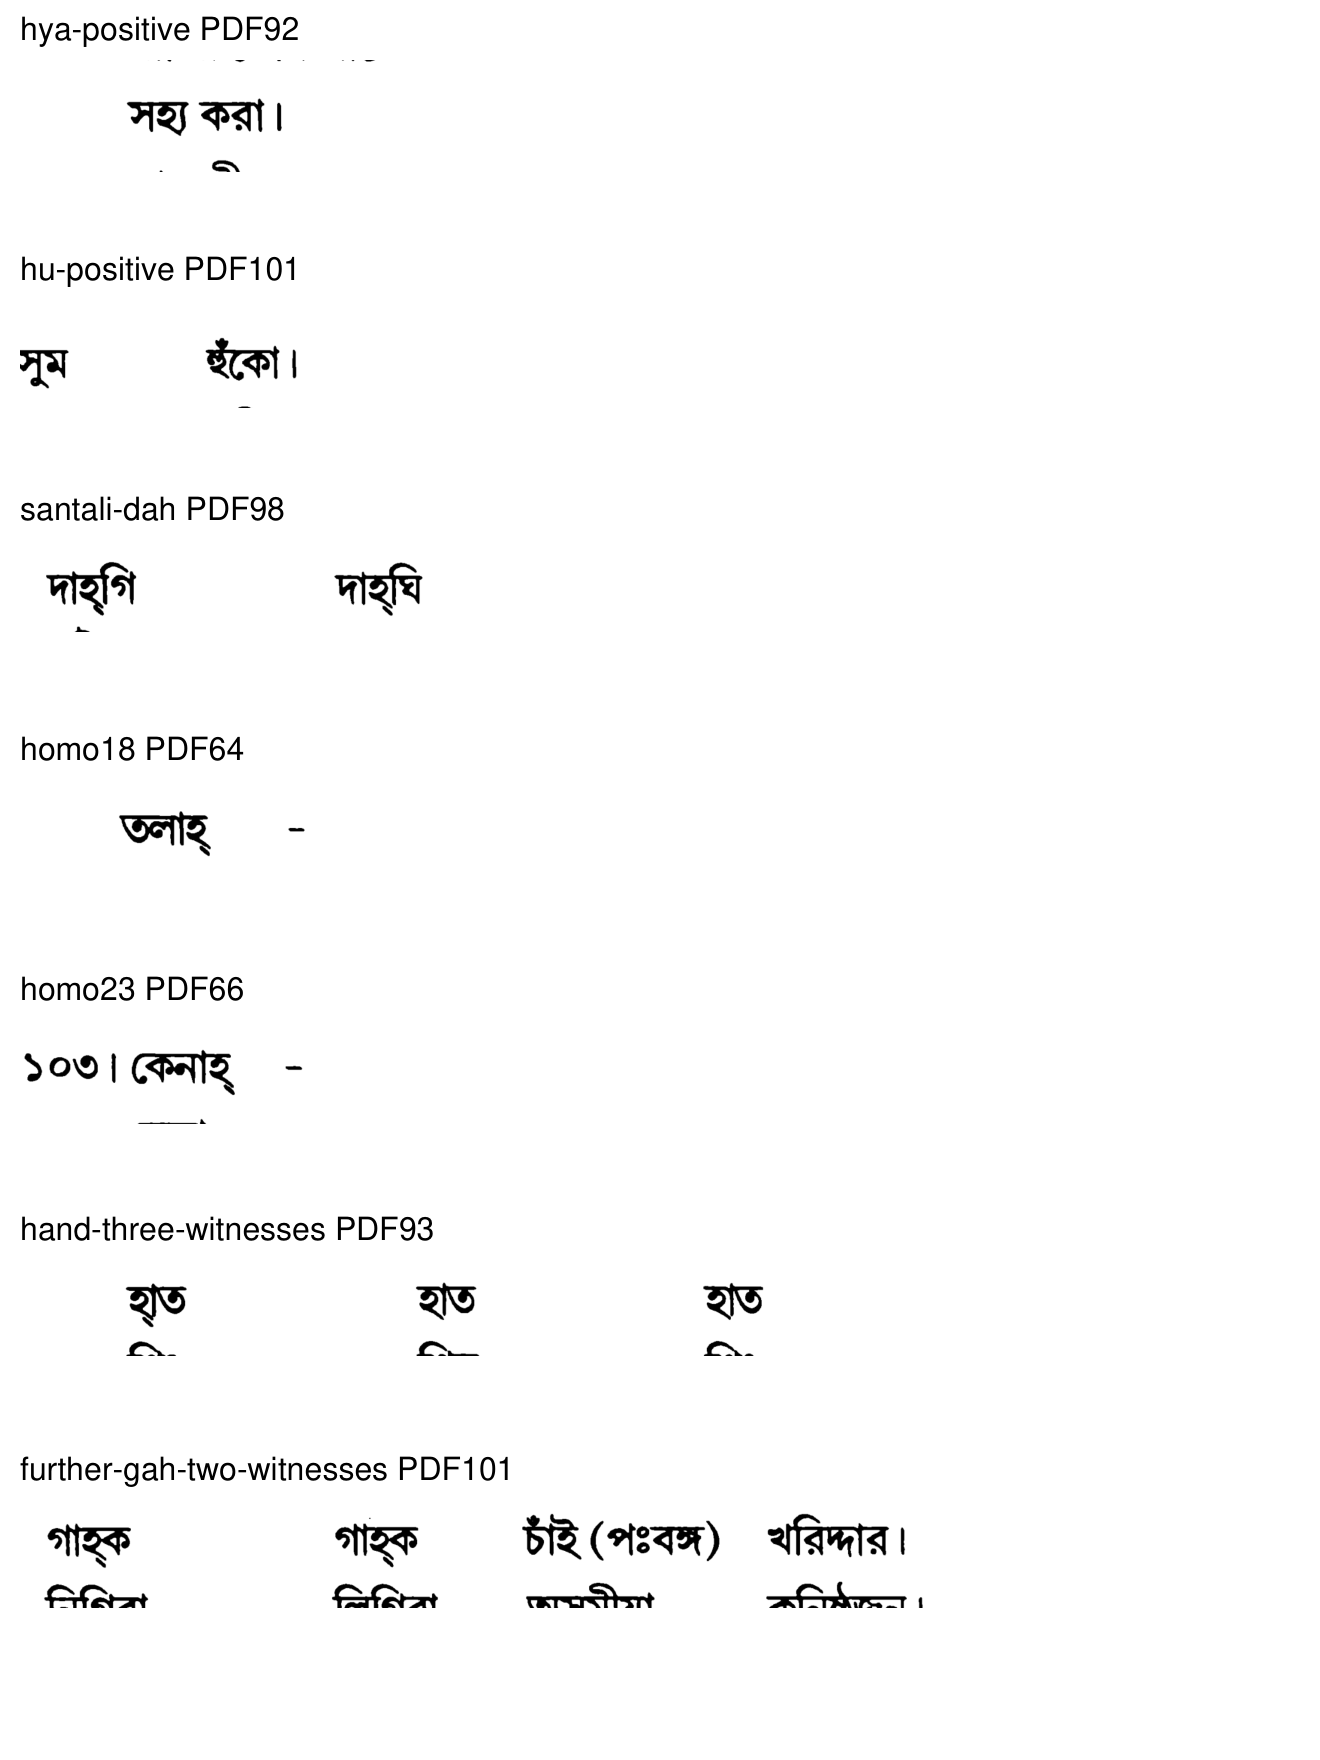 hya-positive PDF92
সহ্য করা।
hu-positive PDF101
সুম হুঁকো।
santali-dah PDF98
দাহ্গি দাহ্ঘি
homo18 PDF64
তলাহ্ -
homo23 PDF66
১০৩। কেনাহ্ -
hand-three-witnesses PDF93
হা্ত হাত হাত
further-gah-two-witnesses PDF101
গাহ্ক গাহ্ক চাঁই (পঃবঙ্গ) খরিদ্দার।